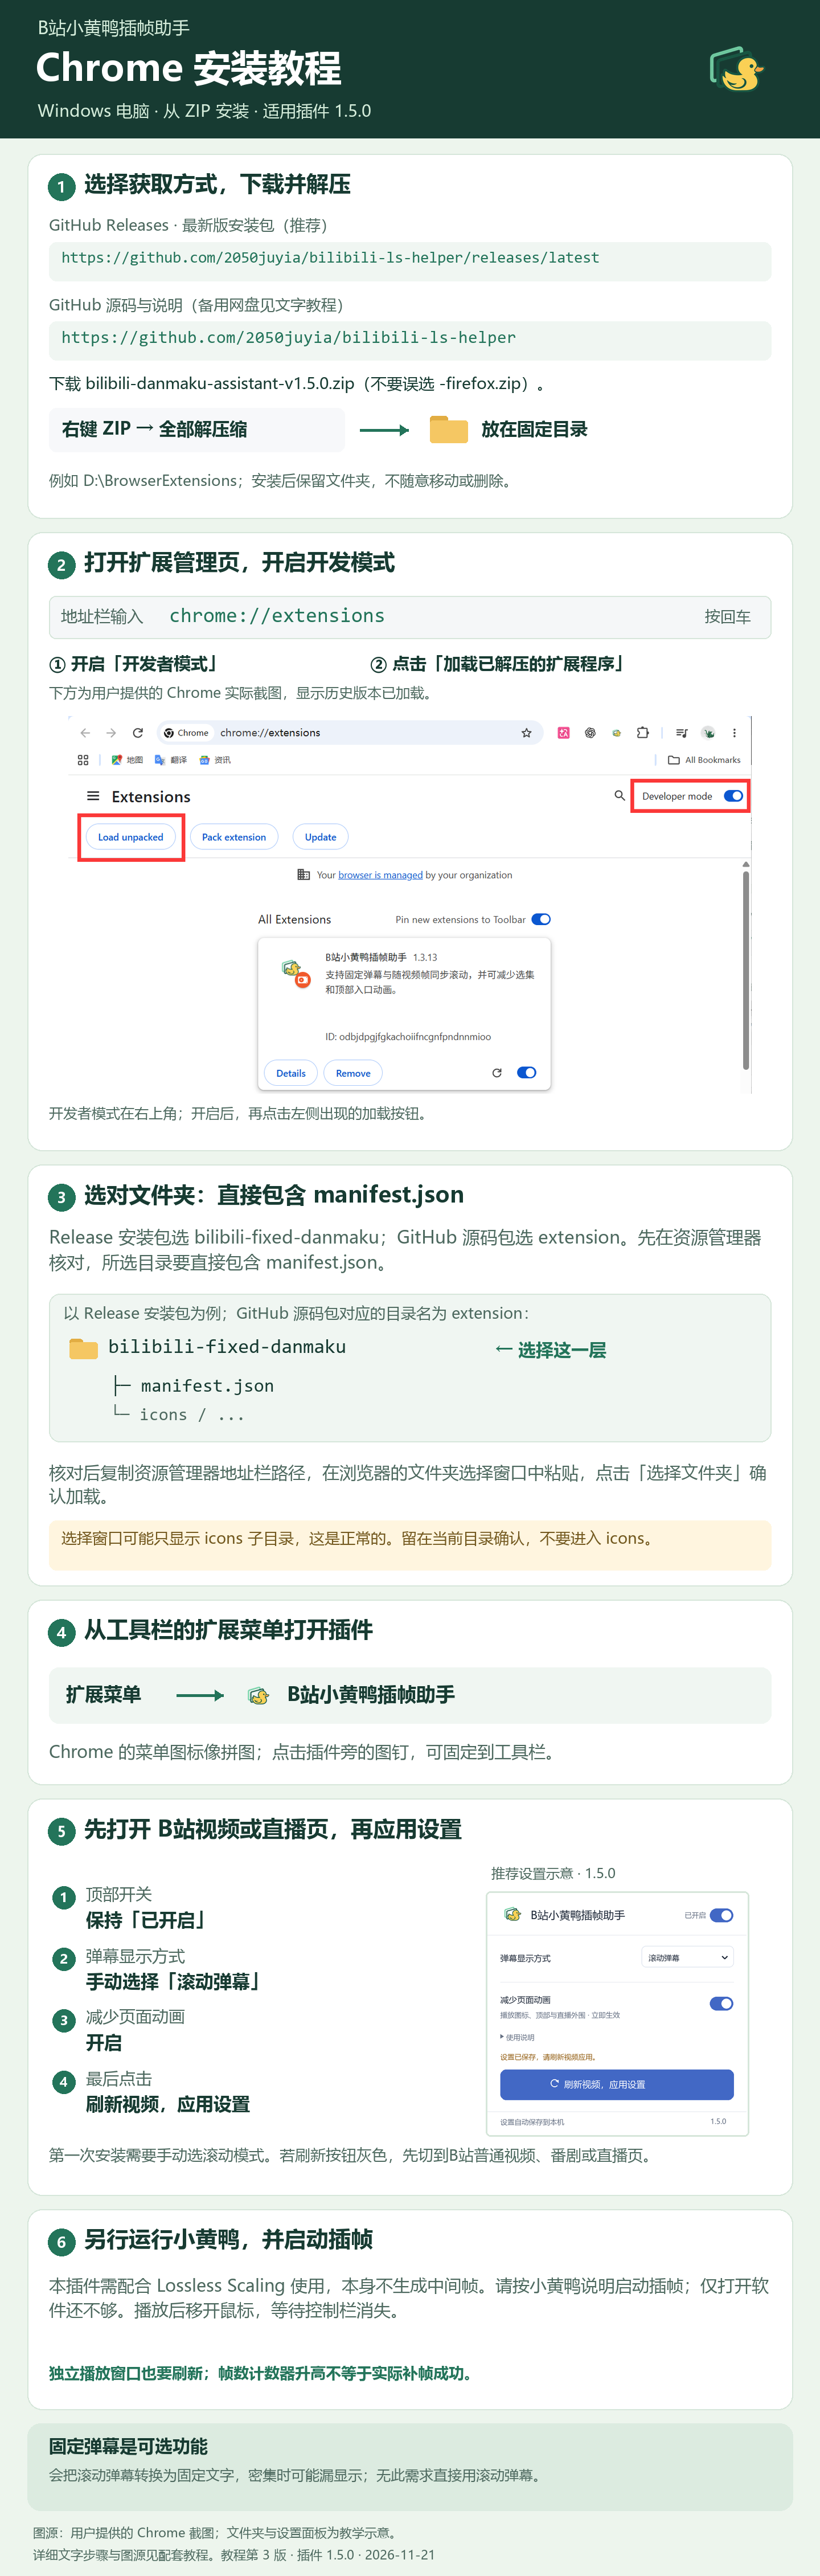 B站小黄鸭插帧助手
Chrome 安装教程
Windows 电脑 · 从 ZIP 安装 · 适用插件 1.5.0
1 选择获取方式，下载并解压
GitHub Releases · 最新版安装包（推荐）
https://github.com/2050juyia/bilibili-ls-helper/releases/latest
GitHub 源码与说明（备用网盘见文字教程）
https://github.com/2050juyia/bilibili-ls-helper
下载 bilibili-danmaku-assistant-v1.5.0.zip（不要误选 -firefox.zip）。
右键 ZIP → 全部解压缩
放在固定目录
例如 D:\BrowserExtensions；安装后保留文件夹，不随意移动或删除。
2 打开扩展管理页，开启开发模式
地址栏输入 chrome://extensions 按回车
① 开启「开发者模式」 ② 点击「加载已解压的扩展程序」
下方为用户提供的 Chrome 实际截图，显示历史版本已加载。
Chrome chrome://extensions
地图 翻译 资讯 All Bookmarks
Extensions Developer mode
Load unpacked Pack extension Update
Your browser is managed by your organization
All Extensions Pin new extensions to Toolbar
B站小黄鸭插帧助手 1.3.13
支持固定弹幕与随视频帧同步滚动，并可减少选集
和顶部入口动画。
ID: odbjdpgjfgkachoiifncgnfpndnnmioo
Details Remove
开发者模式在右上角；开启后，再点击左侧出现的加载按钮。
3 选对文件夹：直接包含 manifest.json
Release 安装包选 bilibili-fixed-danmaku；GitHub 源码包选 extension。先在资源管理器
核对，所选目录要直接包含 manifest.json。
以 Release 安装包为例；GitHub 源码包对应的目录名为 extension：
bilibili-fixed-danmaku ← 选择这一层
├─ manifest.json
└─ icons / ...
核对后复制资源管理器地址栏路径，在浏览器的文件夹选择窗口中粘贴，点击「选择文件夹」确
认加载。
选择窗口可能只显示 icons 子目录，这是正常的。留在当前目录确认，不要进入 icons。
4 从工具栏的扩展菜单打开插件
扩展菜单 B站小黄鸭插帧助手
Chrome 的菜单图标像拼图；点击插件旁的图钉，可固定到工具栏。
5 先打开 B站视频或直播页，再应用设置
1 顶部开关
保持「已开启」
2 弹幕显示方式
手动选择「滚动弹幕」
3 减少页面动画
开启
4 最后点击
刷新视频，应用设置
推荐设置示意 · 1.5.0
B站小黄鸭插帧助手 已开启
弹幕显示方式 滚动弹幕
减少页面动画
播放图标、顶部与直播外围 · 立即生效
使用说明
设置已保存，请刷新视频应用。
刷新视频，应用设置
设置自动保存到本机 1.5.0
第一次安装需要手动选滚动模式。若刷新按钮灰色，先切到B站普通视频、番剧或直播页。
6 另行运行小黄鸭，并启动插帧
本插件需配合 Lossless Scaling 使用，本身不生成中间帧。请按小黄鸭说明启动插帧；仅打开软
件还不够。播放后移开鼠标，等待控制栏消失。
独立播放窗口也要刷新；帧数计数器升高不等于实际补帧成功。
固定弹幕是可选功能
会把滚动弹幕转换为固定文字，密集时可能漏显示；无此需求直接用滚动弹幕。
图源：用户提供的 Chrome 截图；文件夹与设置面板为教学示意。
详细文字步骤与图源见配套教程。教程第 3 版 · 插件 1.5.0 · 2026-11-21